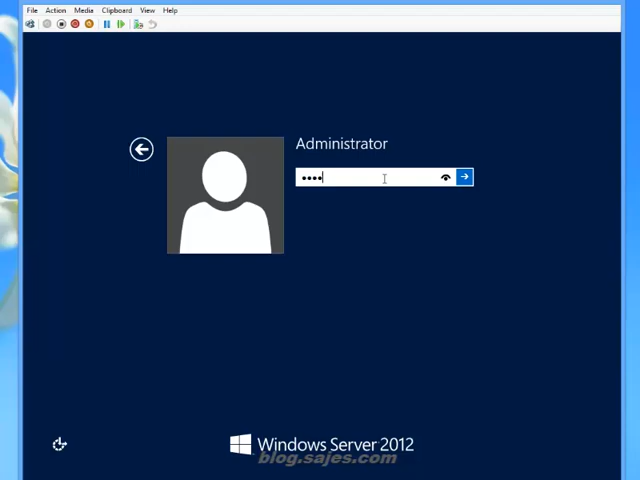 File Action Media Clipboard View Help
Administrator
Windows Server 2012
blog.sajes.com